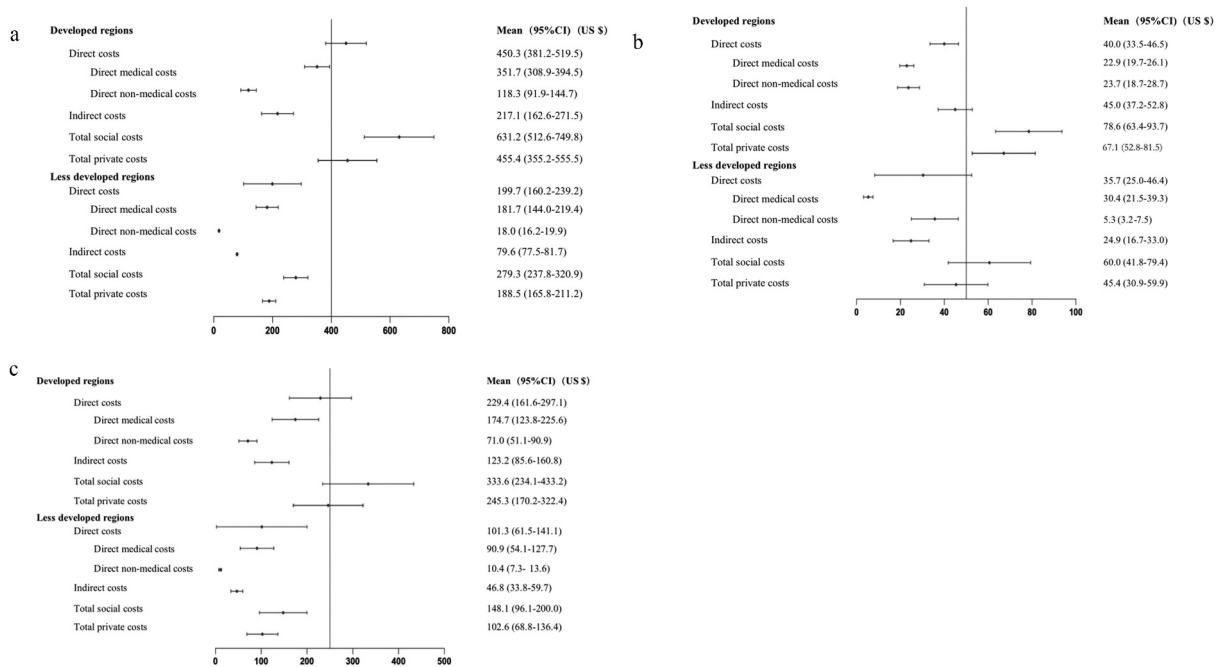 a
Developed regions Mean (95%CI) (US $)
Direct costs 450.3 (381.2-519.5)
Direct medical costs 351.7 (308.9-394.5)
Direct non-medical costs 118.3 (91.9-144.7)
Indirect costs 217.1 (162.6-271.5)
Total social costs 631.2 (512.6-749.8)
Total private costs 455.4 (355.2-555.5)
Less developed regions
Direct costs 199.7 (160.2-239.2)
Direct medical costs 181.7 (144.0-219.4)
Direct non-medical costs 18.0 (16.2-19.9)
Indirect costs 79.6 (77.5-81.7)
Total social costs 279.3 (237.8-320.9)
Total private costs 188.5 (165.8-211.2)
0 200 400 600 800
b
Developed regions Mean (95%CI) (US $)
Direct costs 40.0 (33.5-46.5)
Direct medical costs 22.9 (19.7-26.1)
Direct non-medical costs 23.7 (18.7-28.7)
Indirect costs 45.0 (37.2-52.8)
Total social costs 78.6 (63.4-93.7)
Total private costs 67.1 (52.8-81.5)
Less developed regions
Direct costs 35.7 (25.0-46.4)
Direct medical costs 30.4 (21.5-39.3)
Direct non-medical costs 5.3 (3.2-7.5)
Indirect costs 24.9 (16.7-33.0)
Total social costs 60.0 (41.8-79.4)
Total private costs 45.4 (30.9-59.9)
0 20 40 60 80 100
c
Developed regions Mean (95%CI) (US $)
Direct costs 229.4 (161.6-297.1)
Direct medical costs 174.7 (123.8-225.6)
Direct non-medical costs 71.0 (51.1-90.9)
Indirect costs 123.2 (85.6-160.8)
Total social costs 333.6 (234.1-433.2)
Total private costs 245.3 (170.2-322.4)
Less developed regions
Direct costs 101.3 (61.5-141.1)
Direct medical costs 90.9 (54.1-127.7)
Direct non-medical costs 10.4 (7.3- 13.6)
Indirect costs 46.8 (33.8-59.7)
Total social costs 148.1 (96.1-200.0)
Total private costs 102.6 (68.8-136.4)
0 100 200 300 400 500